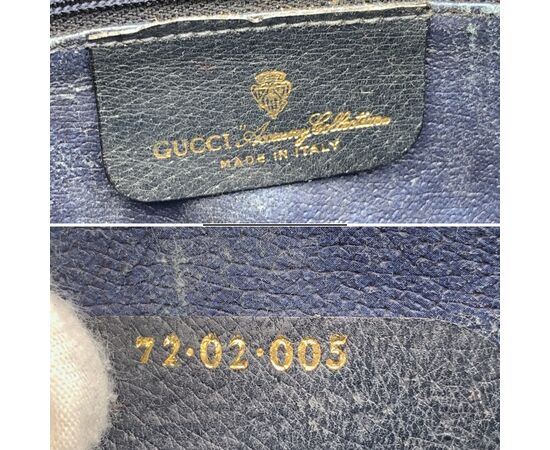 GUCCI Accessory Collection
MADE IN ITALY
72·02·005